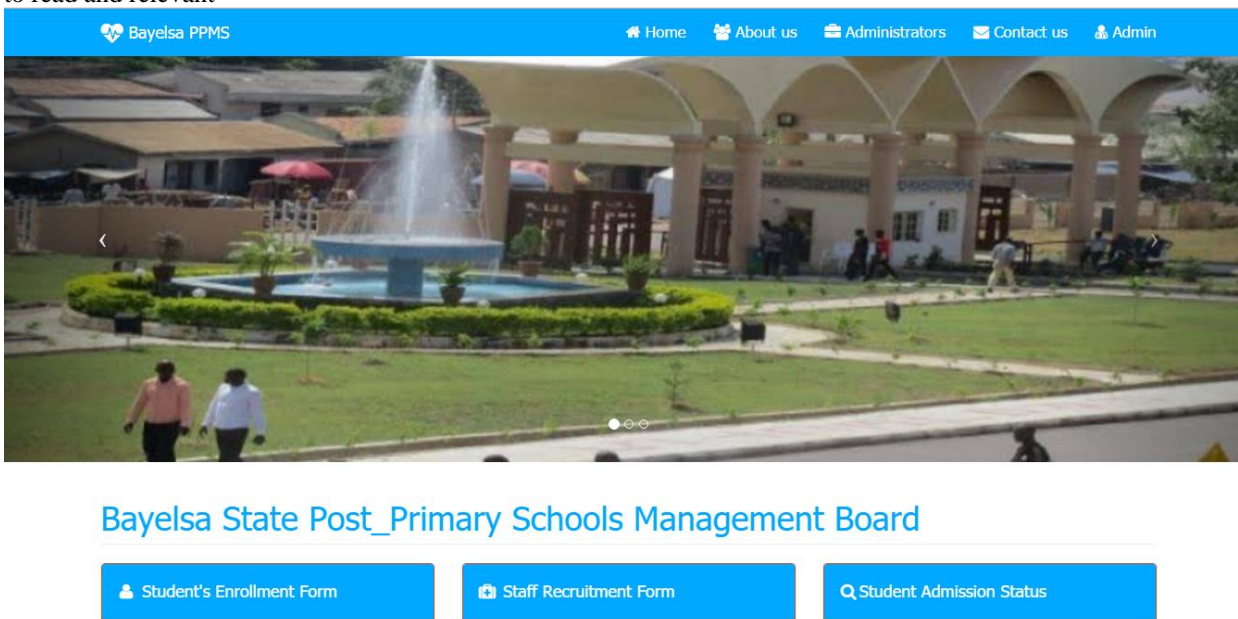 to read and relevant
Bayelsa PPMS Home About us Administrators Contact us Admin
Bayelsa State Post_Primary Schools Management Board
Student's Enrollment Form Staff Recruitment Form Student Admission Status